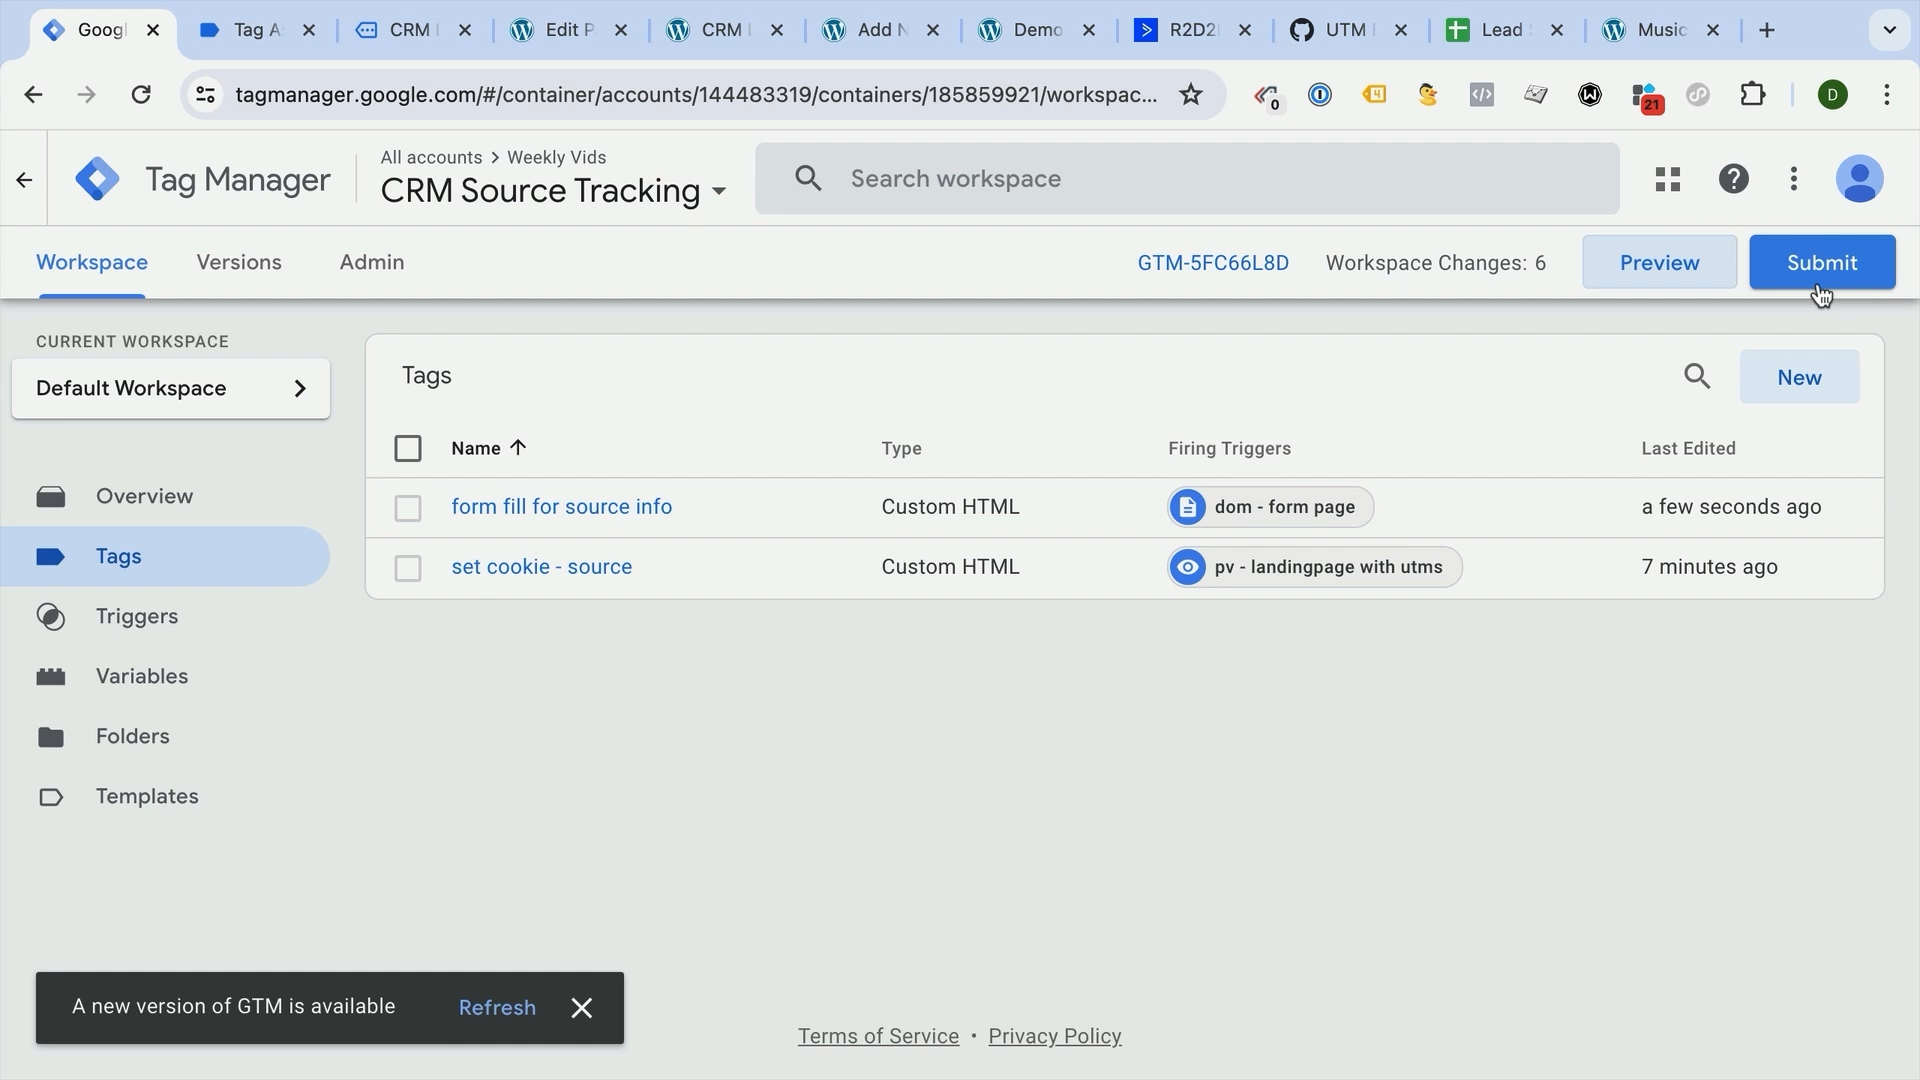 Googl Tag A CRM L Edit P CRM L Add N Demo R2D2 UTM Lead Music
tagmanager.google.com/#/container/accounts/144483319/containers/185859921/workspac...
0 4 21 D
Tag Manager
All accounts > Weekly Vids
CRM Source Tracking
Search workspace
Workspace Versions Admin GTM-5FC66L8D Workspace Changes: 6 Preview Submit
CURRENT WORKSPACE
Default Workspace
Overview
Tags
Triggers
Variables
Folders
Templates
Tags New
Name Type Firing Triggers Last Edited
form fill for source info Custom HTML dom - form page a few seconds ago
set cookie - source Custom HTML pv - landingpage with utms 7 minutes ago
A new version of GTM is available Refresh
Terms of Service • Privacy Policy